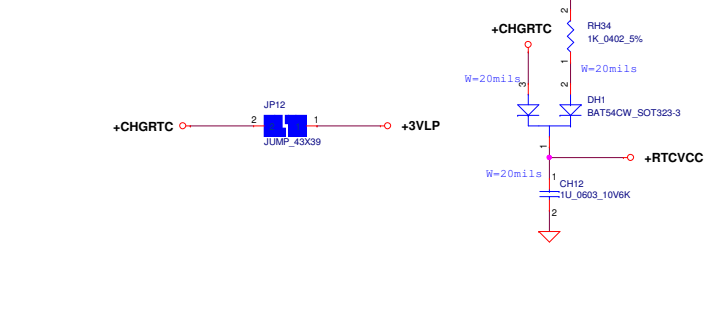 2
RH34
1K_0402_5%
1
+CHGRTC
W=20mils
W=20mils
3
2
DH1
BAT54CW_SOT323-3
JP12
+CHGRTC
2
1
+3VLP
JUMP_43X39
1
+RTCVCC
W=20mils
1
CH12
1U_0603_10V6K
2